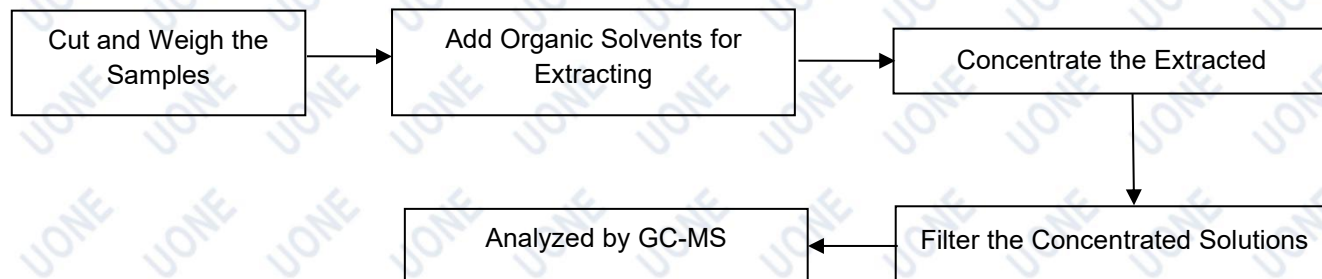 Cut and Weigh the
Samples
Add Organic Solvents for
Extracting
Concentrate the Extracted
Filter the Concentrated Solutions
Analyzed by GC-MS
UONE